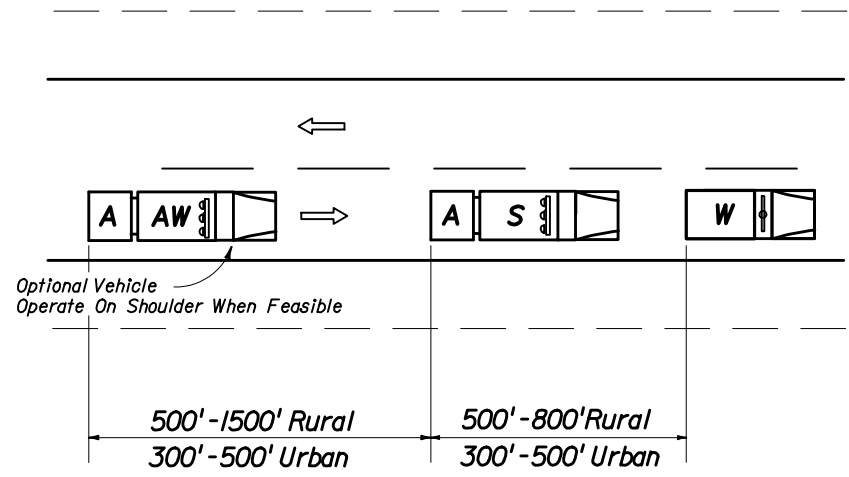 A AW A S W
Optional Vehicle
Operate On Shoulder When Feasible
500'-1500' Rural 500'-800'Rural
300'-500' Urban 300'-500' Urban